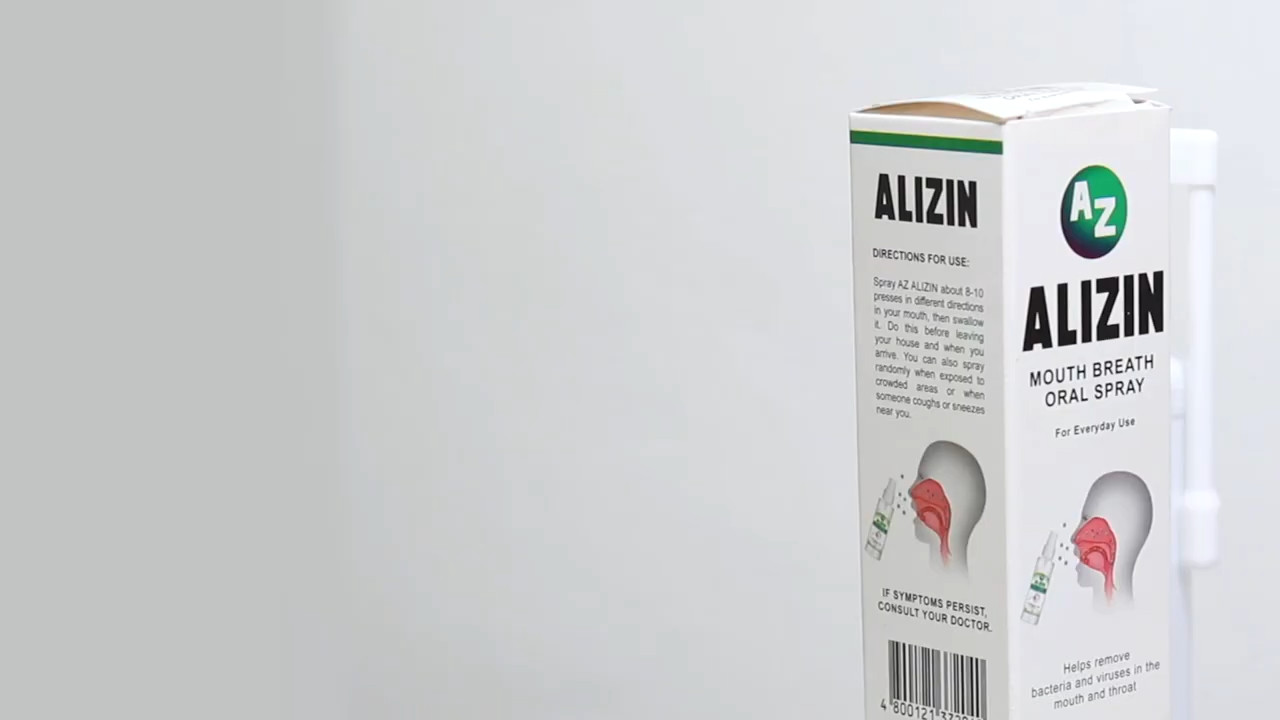 ALIZIN
DIRECTIONS FOR USE:
Spray AZ ALIZIN about 8-10
presses in different directions
in your mouth, then swallow
it. Do this before leaving
your house and when you
arrive. You can also spray
randomly when exposed to
crowded areas or when
someone coughs or sneezes
near you.
IF SYMPTOMS PERSIST,
CONSULT YOUR DOCTOR.
4 800121
AZ
ALIZIN
MOUTH BREATH
ORAL SPRAY
For Everyday Use
Helps remove
bacteria and viruses in the
mouth and throat